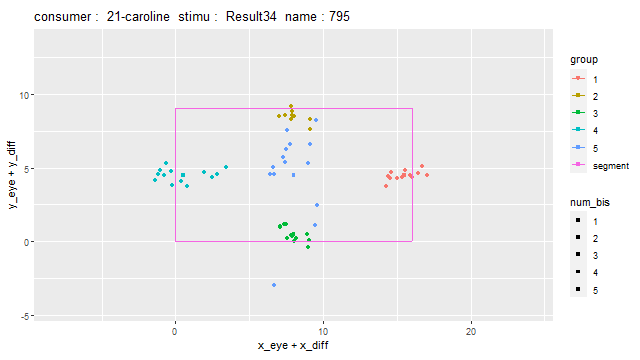 consumer :  21-caroline  stimu :  Result34  name : 795
group
1
2
3
4
5
segment
num_bis
1
2
3
4
5
y_eye + y_diff
10
5
0
-5
0
10
20
x_eye + x_diff